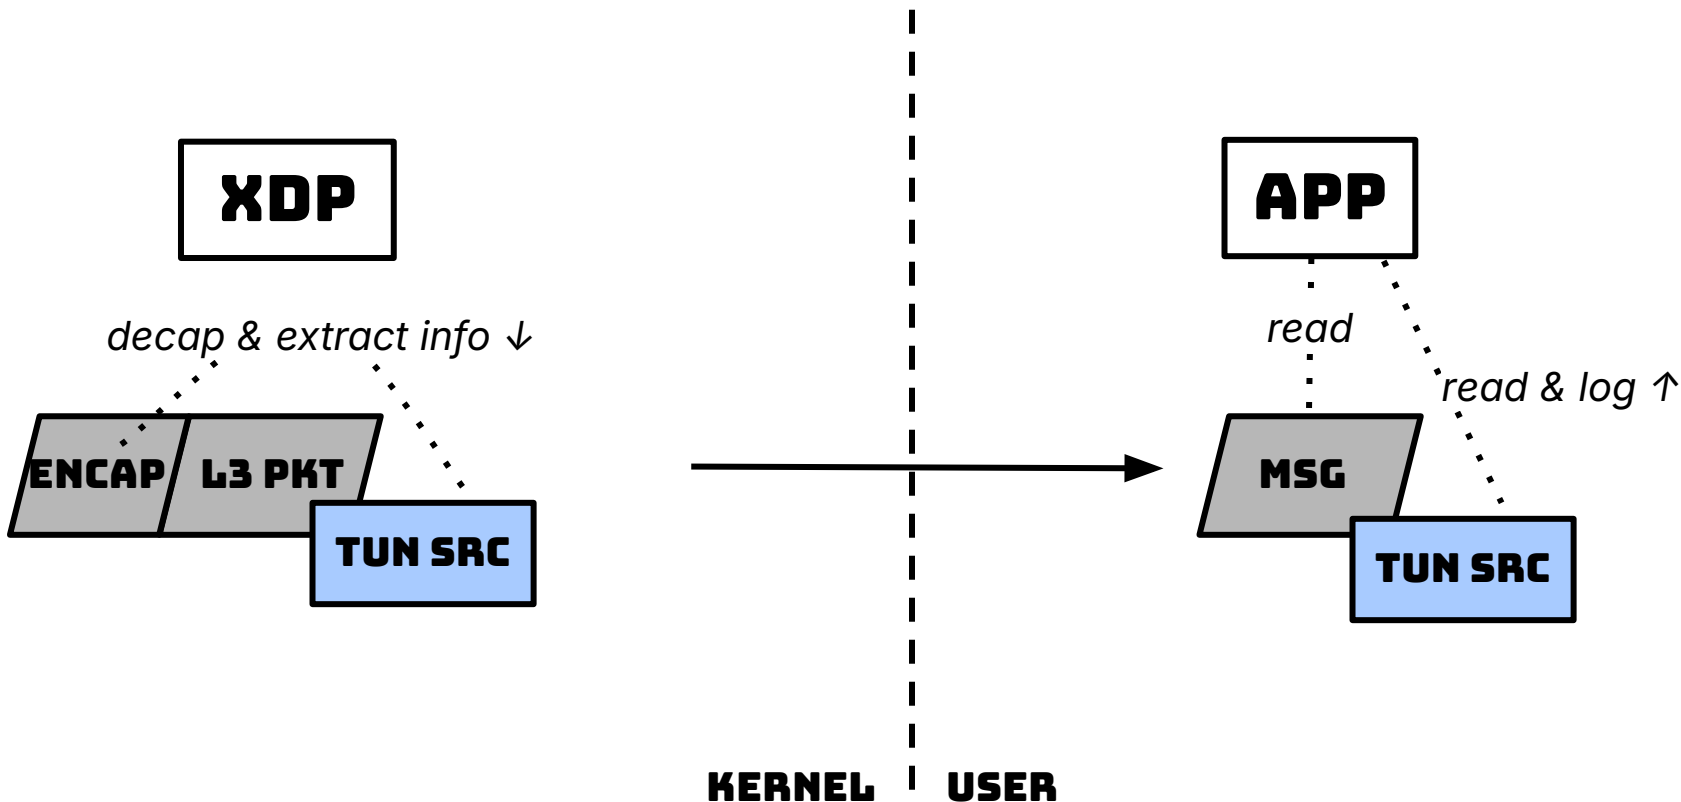 XDP
APP
decap & extract info ↓
read
read & log ↑
ENCAP
L3 PKT
MSG
TUN SRC
TUN SRC
KERNEL
USER